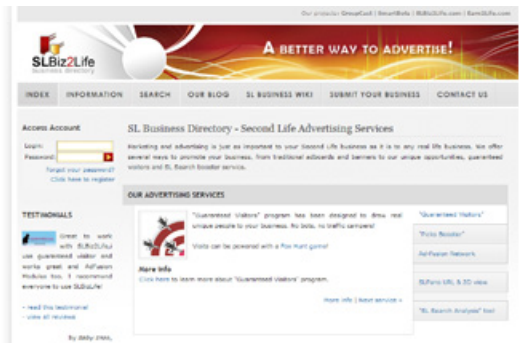 Our projects: GroupCast | SmartBots | SLBiz2Life.com | Earn2Life.com
SLBiz2Life
business directory
A BETTER WAY TO ADVERTISE!
INDEX INFORMATION SEARCH OUR BLOG SL BUSINESS WIKI SUBMIT YOUR BUSINESS CONTACT US
Access Account
Login:
Password:
Forgot your password?
Click here to register
SL Business Directory - Second Life Advertising Services
Marketing and advertising is just as important to your Second Life business as it is to any real life business. We offer
several ways to promote your business, from traditional adboards and banners to our unique opportunities, guaranteed
visitors and SL Search booster service.
OUR ADVERTISING SERVICES
"Guaranteed Visitors" program has been designed to draw real
unique people to your business. No bots, no traffic campers!
Visits can be powered with a Fox Hunt game!
More info
Click here to learn more about "Guaranteed Visitors" program.
More info | Next service »
"Guaranteed Visitors"
"Picks Booster"
AdFusion Network
SLFans URL & 3D view
"SL Search Analysis" tool
TESTIMONIALS
Great to work
with SLBiz2Life,i
use guaranteed visitor and
works great and AdFusion
Modules too. I recommend
everyone to use SLBiz2Life!
- read this testimonial
- view all reviews
by